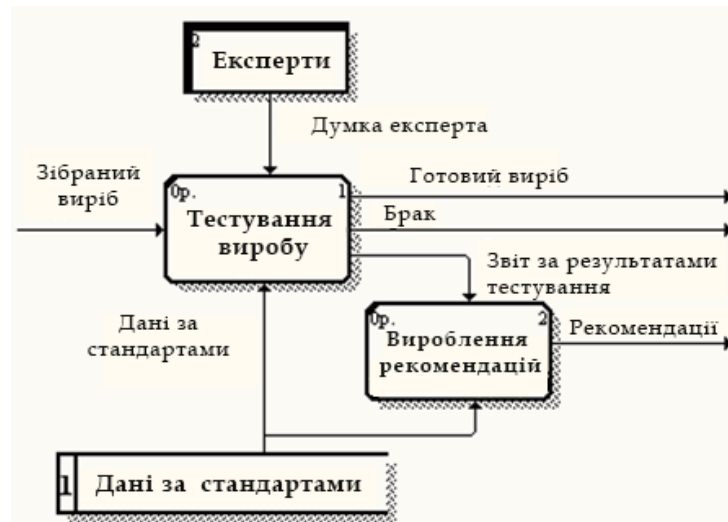 2
Експерти
Думка експерта
Зібраний
виріб
0р.
1
Тестування
виробу
Готовий виріб
Брак
Звіт за результатами
тестування
Дані за
стандартами
0р.
2
Вироблення
рекомендацій
Рекомендації
1
Дані за стандартами